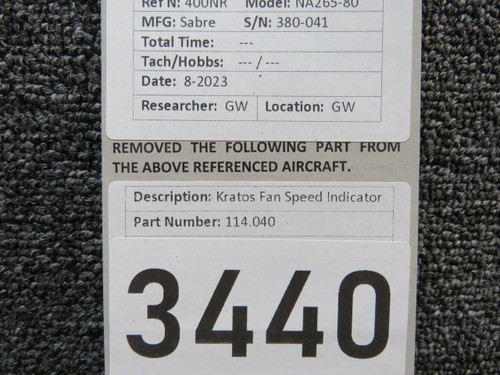 Ref N: 400NR Model: NA265-80
MFG: Sabre S/N: 380-041
Total Time: ---
Tach/Hobbs: --- / ---
Date: 8-2023
Researcher: GW Location: GW
REMOVED THE FOLLOWING PART FROM
THE ABOVE REFERENCED AIRCRAFT.
Description: Kratos Fan Speed Indicator
Part Number: 114.040
3440